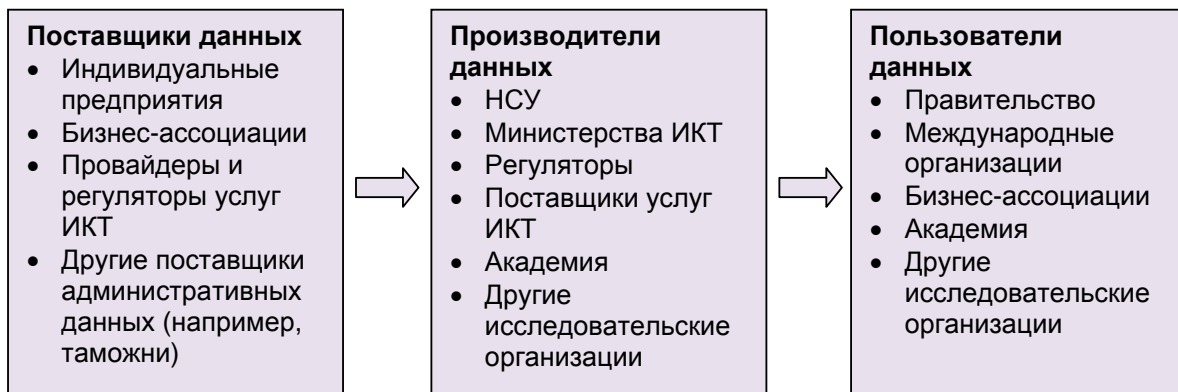 Поставщики данных
• Индивидуальные
предприятия
• Бизнес-ассоциации
• Провайдеры и
регуляторы услуг
ИКТ
• Другие поставщики
административных
данных (например,
таможни)
Производители
данных
• НСУ
• Министерства ИКТ
• Регуляторы
• Поставщики услуг
ИКТ
• Академия
• Другие
исследовательские
организации
Пользователи
данных
• Правительство
• Международные
организации
• Бизнес-ассоциации
• Академия
• Другие
исследовательские
организации